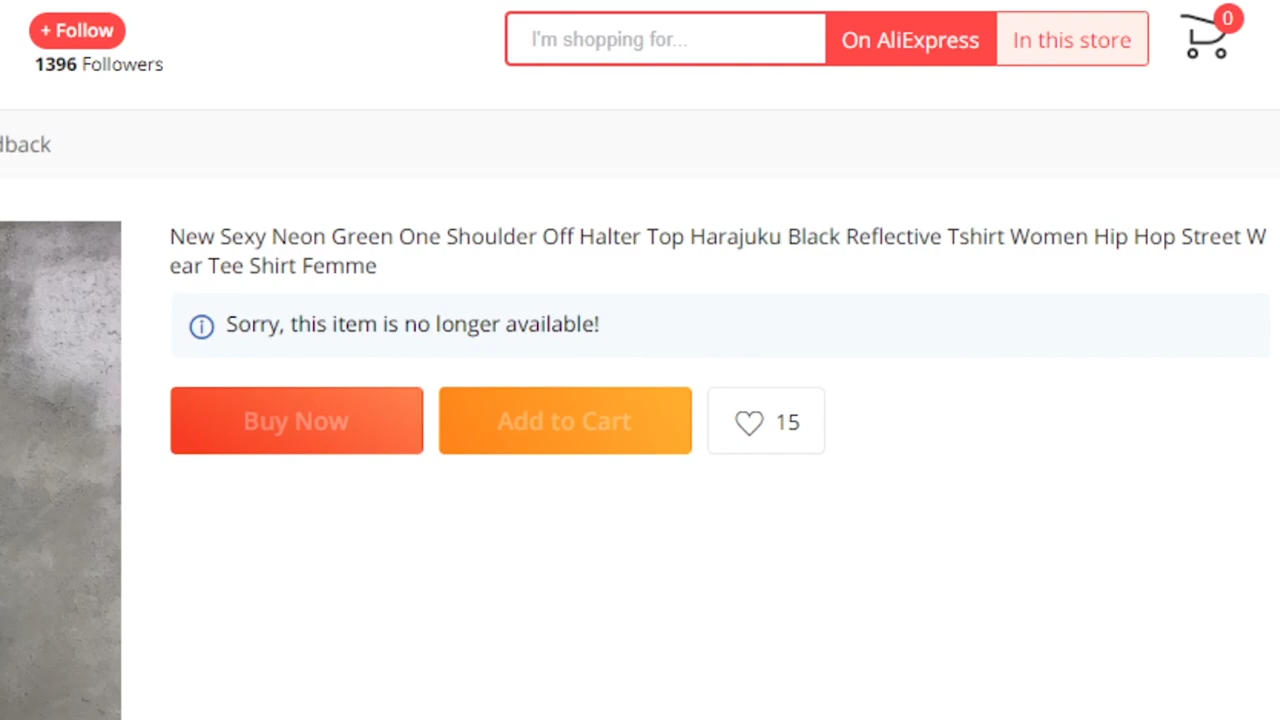 + Follow
1396 Followers
I'm shopping for...
On AliExpress
In this store
0
dback
New Sexy Neon Green One Shoulder Off Halter Top Harajuku Black Reflective Tshirt Women Hip Hop Street W
ear Tee Shirt Femme
Sorry, this item is no longer available!
Buy Now
Add to Cart
15